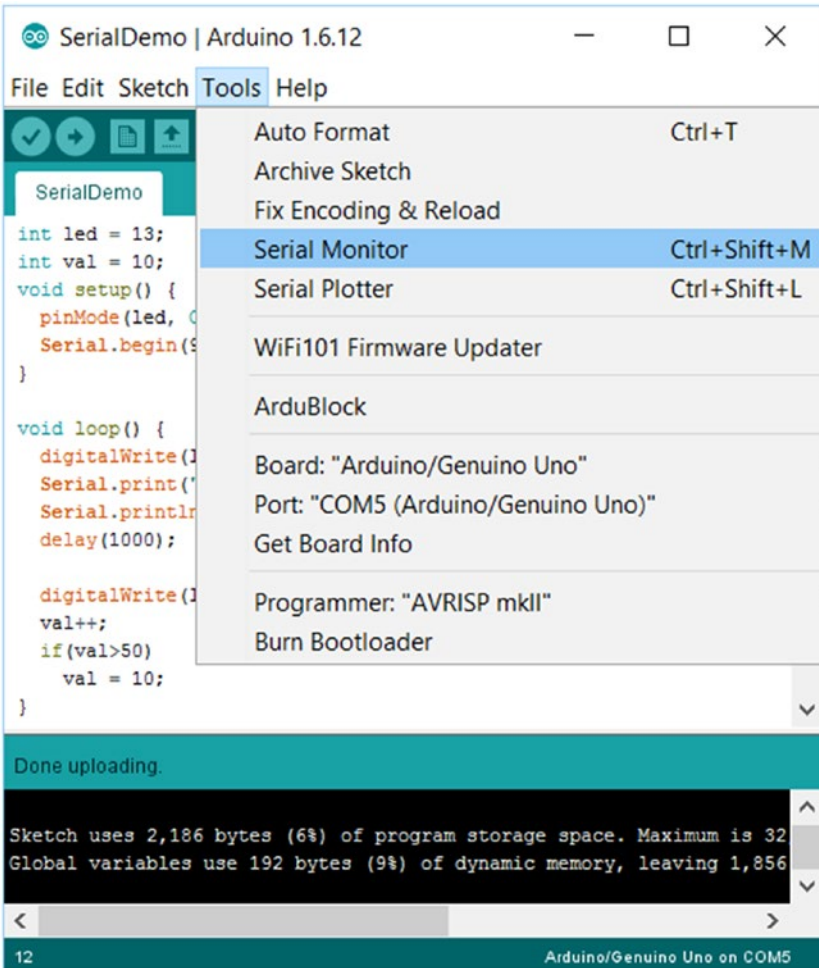 SerialDemo | Arduino 1.6.12
File Edit Sketch Tools Help
Auto Format Ctrl+T
Archive Sketch
Fix Encoding & Reload
Serial Monitor Ctrl+Shift+M
Serial Plotter Ctrl+Shift+L
WiFi101 Firmware Updater
ArduBlock
Board: "Arduino/Genuino Uno"
Port: "COM5 (Arduino/Genuino Uno)"
Get Board Info
Programmer: "AVRISP mkII"
Burn Bootloader
SerialDemo
int led = 13;
int val = 10;
void setup() {
pinMode(led,
Serial.begin(9
}
void loop() {
digitalWrite(l
Serial.print("
Serial.println
delay(1000);
digitalWrite(l
val++;
if(val>50)
val = 10;
}
Done uploading.
Sketch uses 2,186 bytes (6%) of program storage space. Maximum is 32
Global variables use 192 bytes (9%) of dynamic memory, leaving 1,856
12 Arduino/Genuino Uno on COM5